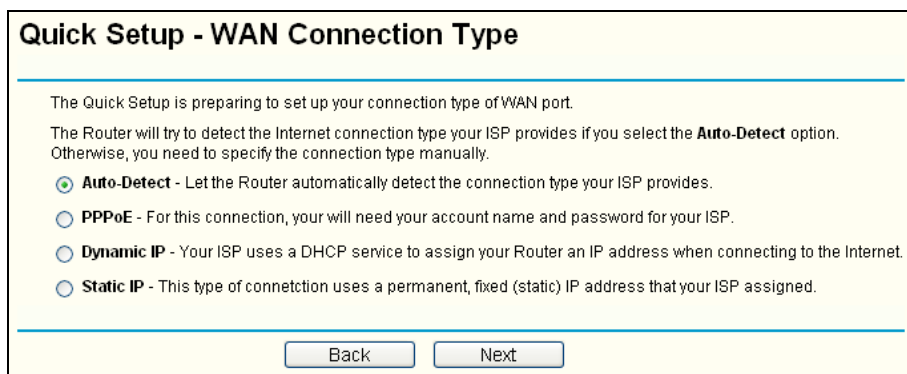 Quick Setup - WAN Connection Type
The Quick Setup is preparing to set up your connection type of WAN port.
The Router will try to detect the Internet connection type your ISP provides if you select the Auto-Detect option.
Otherwise, you need to specify the connection type manually.
Auto-Detect - Let the Router automatically detect the connection type your ISP provides.
PPPoE - For this connection, your will need your account name and password for your ISP.
Dynamic IP - Your ISP uses a DHCP service to assign your Router an IP address when connecting to the Internet.
Static IP - This type of connetction uses a permanent, fixed (static) IP address that your ISP assigned.
Back Next